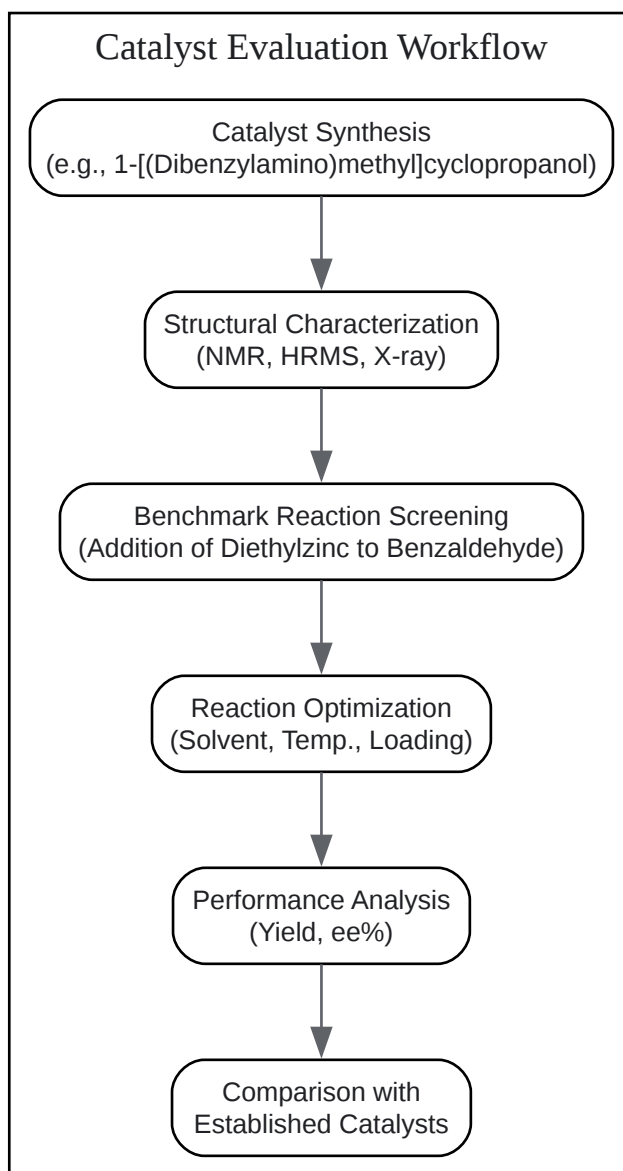 Catalyst Evaluation Workflow
Catalyst Synthesis
(e.g., 1-[(Dibenzylamino)methyl]cyclopropanol)
Structural Characterization
(NMR, HRMS, X-ray)
Benchmark Reaction Screening
(Addition of Diethylzinc to Benzaldehyde)
Reaction Optimization
(Solvent, Temp., Loading)
Performance Analysis
(Yield, ee%)
Comparison with
Established Catalysts